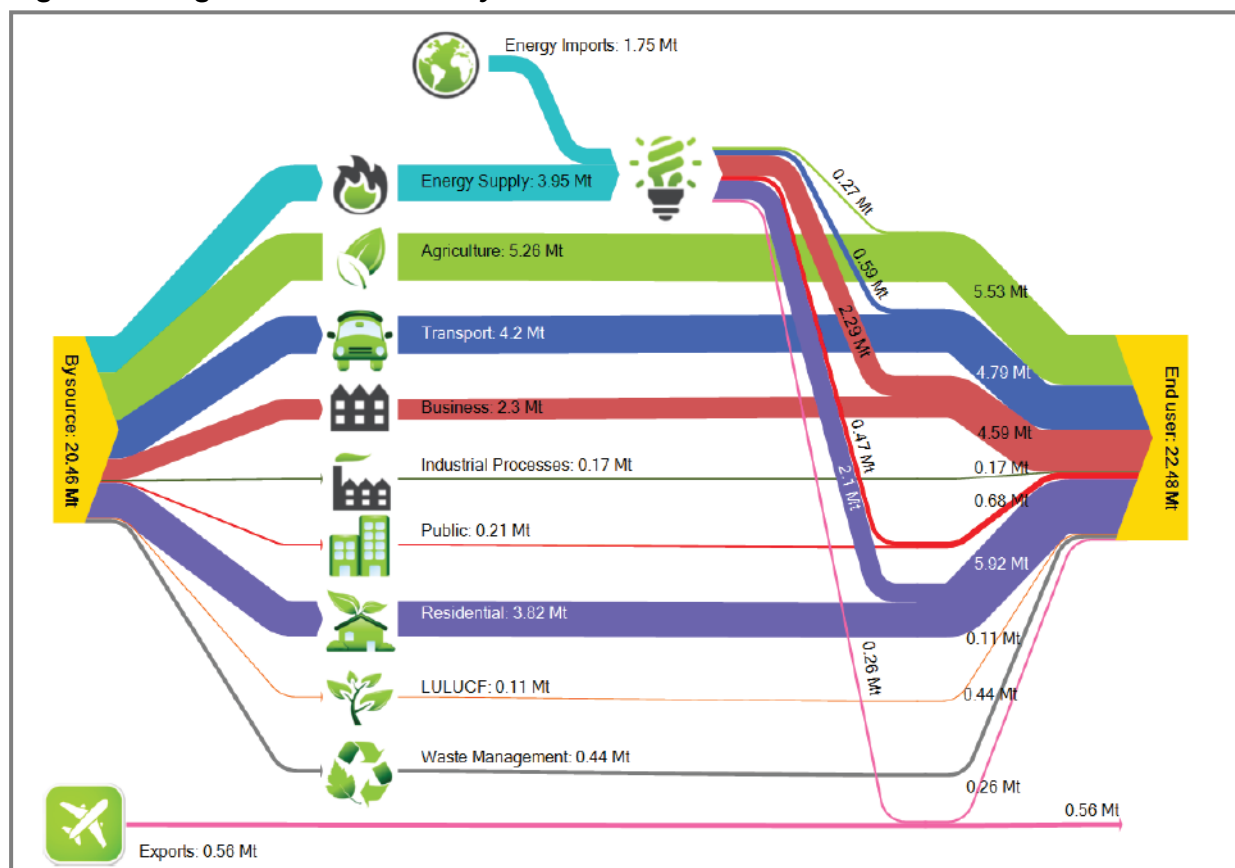 Energy Imports: 1.75 Mt
Energy Supply: 3.95 Mt
0.27 Mt
Agriculture: 5.26 Mt
0.59 Mt
5.53 Mt
Transport: 4.2 Mt
2.29 Mt
4.79 Mt
By source: 20.46 Mt
End user: 22.48 Mt
Business: 2.3 Mt
4.59 Mt
0.47 Mt
Industrial Processes: 0.17 Mt
0.17 Mt
2.1 Mt
0.68 Mt
Public: 0.21 Mt
5.92 Mt
Residential: 3.82 Mt
0.11 Mt
0.26 Mt
LULUCF: 0.11 Mt
0.44 Mt
Waste Management: 0.44 Mt
0.26 Mt
0.56 Mt
Exports: 0.56 Mt